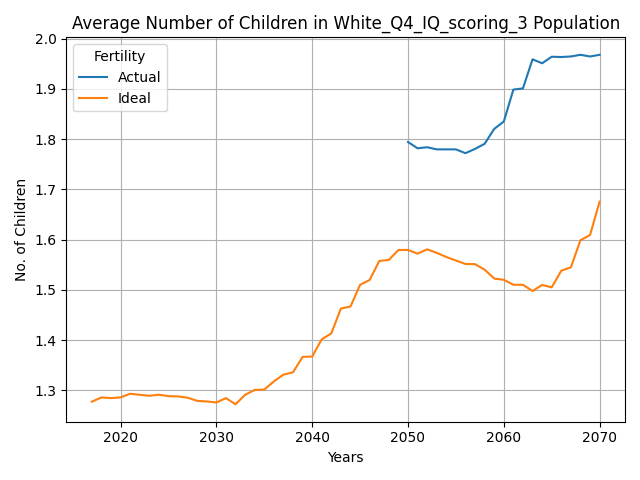 Average Number of Children in White_Q4_IQ_scoring_3 Population
Fertility
Actual
Ideal
No. of Children
2.0
1.9
1.8
1.7
1.6
1.5
1.4
1.3
2020
2030
2040
2050
2060
2070
Years